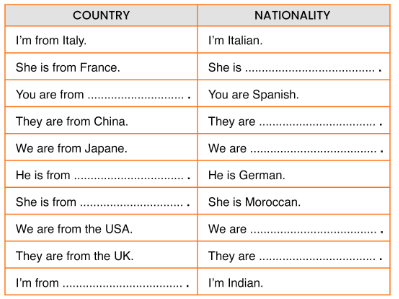 COUNTRY NATIONALITY
I'm from Italy. I'm Italian.
She is from France. She is ...................................... .
You are from ............................ . You are Spanish.
They are from China. They are .................................. .
We are from Japane. We are ..................................... .
He is from ................................ . He is German.
She is from .............................. . She is Moroccan.
We are from the USA. We are ..................................... .
They are from the UK. They are .................................. .
I'm from ................................... . I'm Indian.